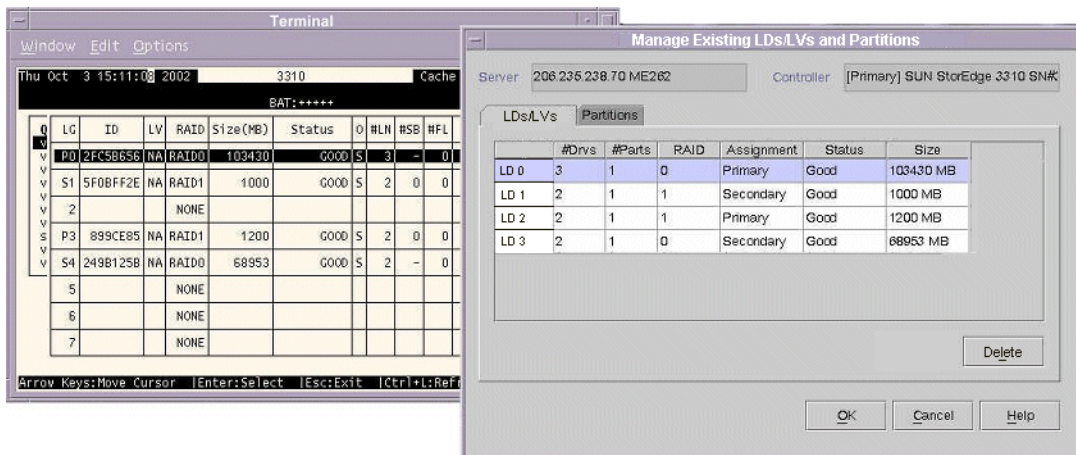 Terminal
Window Edit Options
Thu Oct 3 15:11:08 2002 3310 Cache
BAT:+++++
Q LG ID LV RAID Size(MB) Status O #LN #SB #FL
v P0 2FC5B656 NA RAID0 103430 GOOD S 3 - 0
v S1 5F0BFF2E NA RAID1 1000 GOOD S 2 0 0
v 2 NONE
s P3 899CE85 NA RAID1 1200 GOOD S 2 0 0
v S4 249B125B NA RAID0 68953 GOOD S 2 - 0
5 NONE
6 NONE
7 NONE
Arrow Keys:Move Cursor |Enter:Select |Esc:Exit |Ctrl+L:Refr
Manage Existing LDs/LVs and Partitions
Server 206.235.238.70 ME262 Controller [Primary] SUN StorEdge 3310 SN#
LDs/LVs Partitions
#Drvs #Parts RAID Assignment Status Size
LD 0 3 1 0 Primary Good 103430 MB
LD 1 2 1 1 Secondary Good 1000 MB
LD 2 2 1 1 Primary Good 1200 MB
LD 3 2 1 0 Secondary Good 68953 MB
Delete
OK Cancel Help